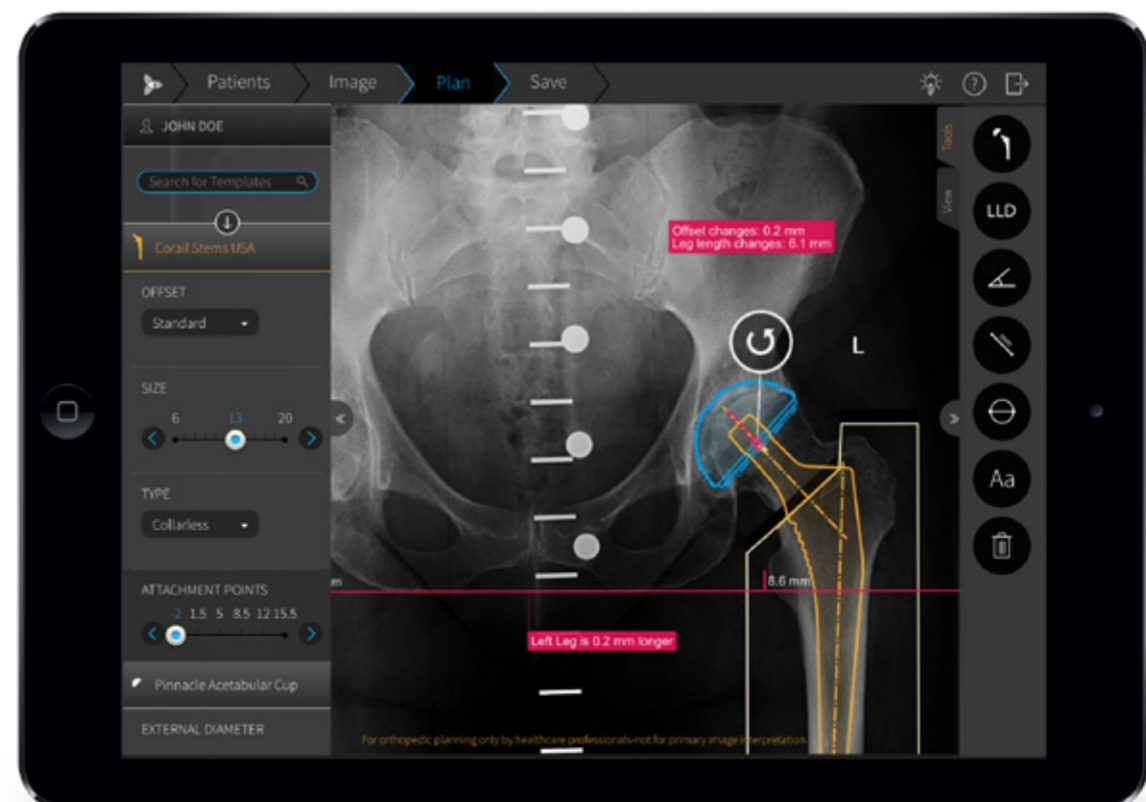 Patients
Image
Plan
Save
?
JOHN DOE
Search for Templates
Corail Stems USA
OFFSET
Standard
SIZE
6 13 20
TYPE
Collarless
ATTACHMENT POINTS
-2 1.5 5 8.5 12 15.5
Pinnacle Acetabular Cup
EXTERNAL DIAMETER
Offset changes: 0.2 mm
Leg length changes: 6.1 mm
L
m
8.6 mm
Left Leg is 0.2 mm longer
For orthopedic planning only by healthcare professionals-not for primary image interpretation
Tools
View
LLD
Aa